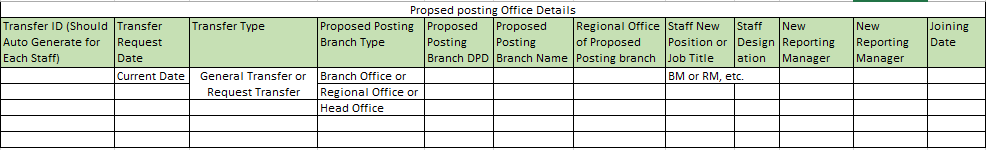 Propsed posting Office Details
Transfer ID (Should Auto Generate for Each Staff)
Transfer Request Date
Transfer Type
Proposed Posting Branch Type
Proposed Posting Branch DPD
Proposed Posting Branch Name
Regional Office of Proposed Posting branch
Staff New Position or Job Title
Staff Design ation
New Reporting Manager
New Reporting Manager
Joining Date
Current Date
General Transfer or Request Transfer
Branch Office or
Regional Office or
Head Office
BM or RM, etc.